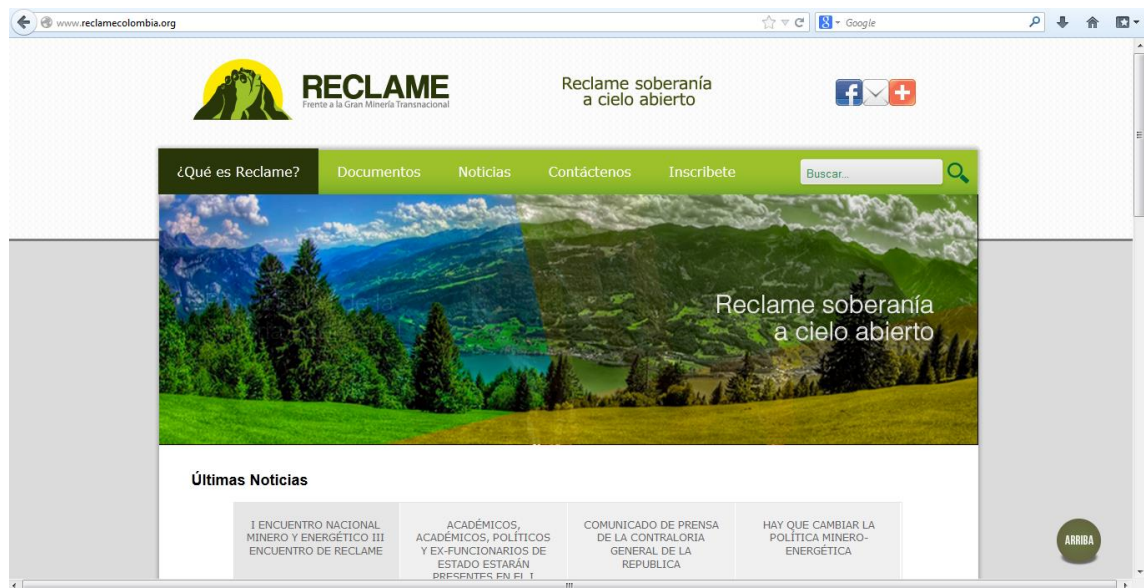 www.reclamecolombia.org
Google
RECLAME
Frente a la Gran Minería Transnacional
Reclame soberanía
a cielo abierto
¿Qué es Reclame?
Documentos
Noticias
Contáctenos
Inscribete
Buscar...
Reclame soberanía
a cielo abierto
Últimas Noticias
I ENCUENTRO NACIONAL
MINERO Y ENERGÉTICO III
ENCUENTRO DE RECLAME
ACADÉMICOS,
ACADÉMICOS, POLÍTICOS
Y EX-FUNCIONARIOS DE
ESTADO ESTARÁN
PRESENTES EN EL I
COMUNICADO DE PRENSA
DE LA CONTRALORIA
GENERAL DE LA
REPUBLICA
HAY QUE CAMBIAR LA
POLÍTICA MINERO-
ENERGÉTICA
ARRIBA